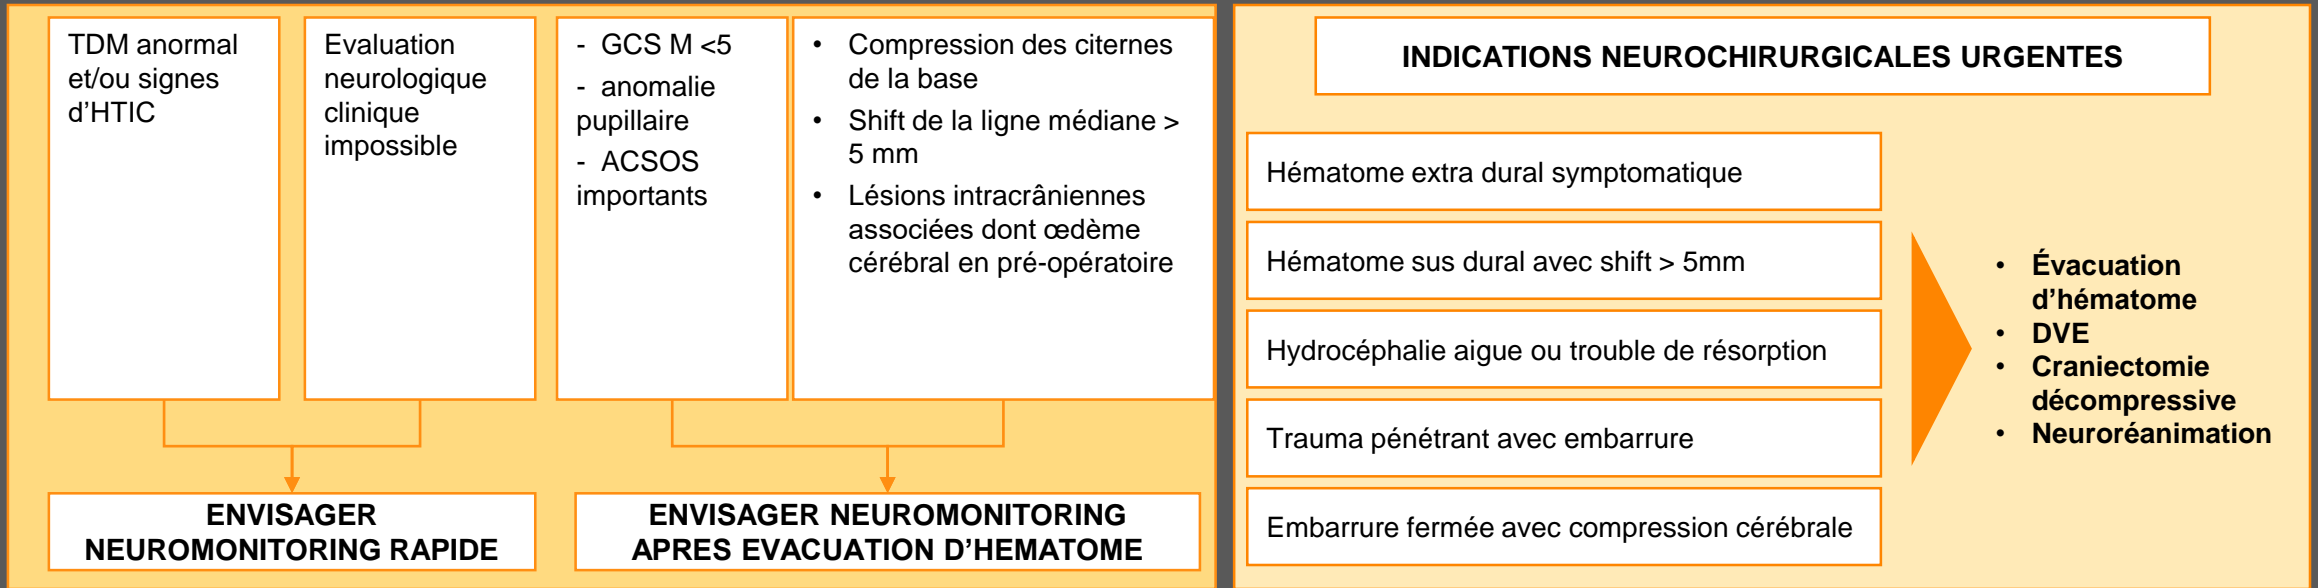 TDM anormal
et/ou signes
d’HTIC
Evaluation
neurologique
clinique
impossible
- GCS M <5
- anomalie
pupillaire
- ACSOS
importants
• Compression des citernes
de la base
• Shift de la ligne médiane >
5 mm
• Lésions intracrâniennes
associées dont œdème
cérébral en pré-opératoire
ENVISAGER
NEUROMONITORING RAPIDE
ENVISAGER NEUROMONITORING
APRES EVACUATION D’HEMATOME
INDICATIONS NEUROCHIRURGICALES URGENTES
Hématome extra dural symptomatique
Hématome sus dural avec shift > 5mm
Hydrocéphalie aigue ou trouble de résorption
Trauma pénétrant avec embarrure
Embarrure fermée avec compression cérébrale
• Évacuation
d’hématome
• DVE
• Craniectomie
décompressive
• Neuroréanimation